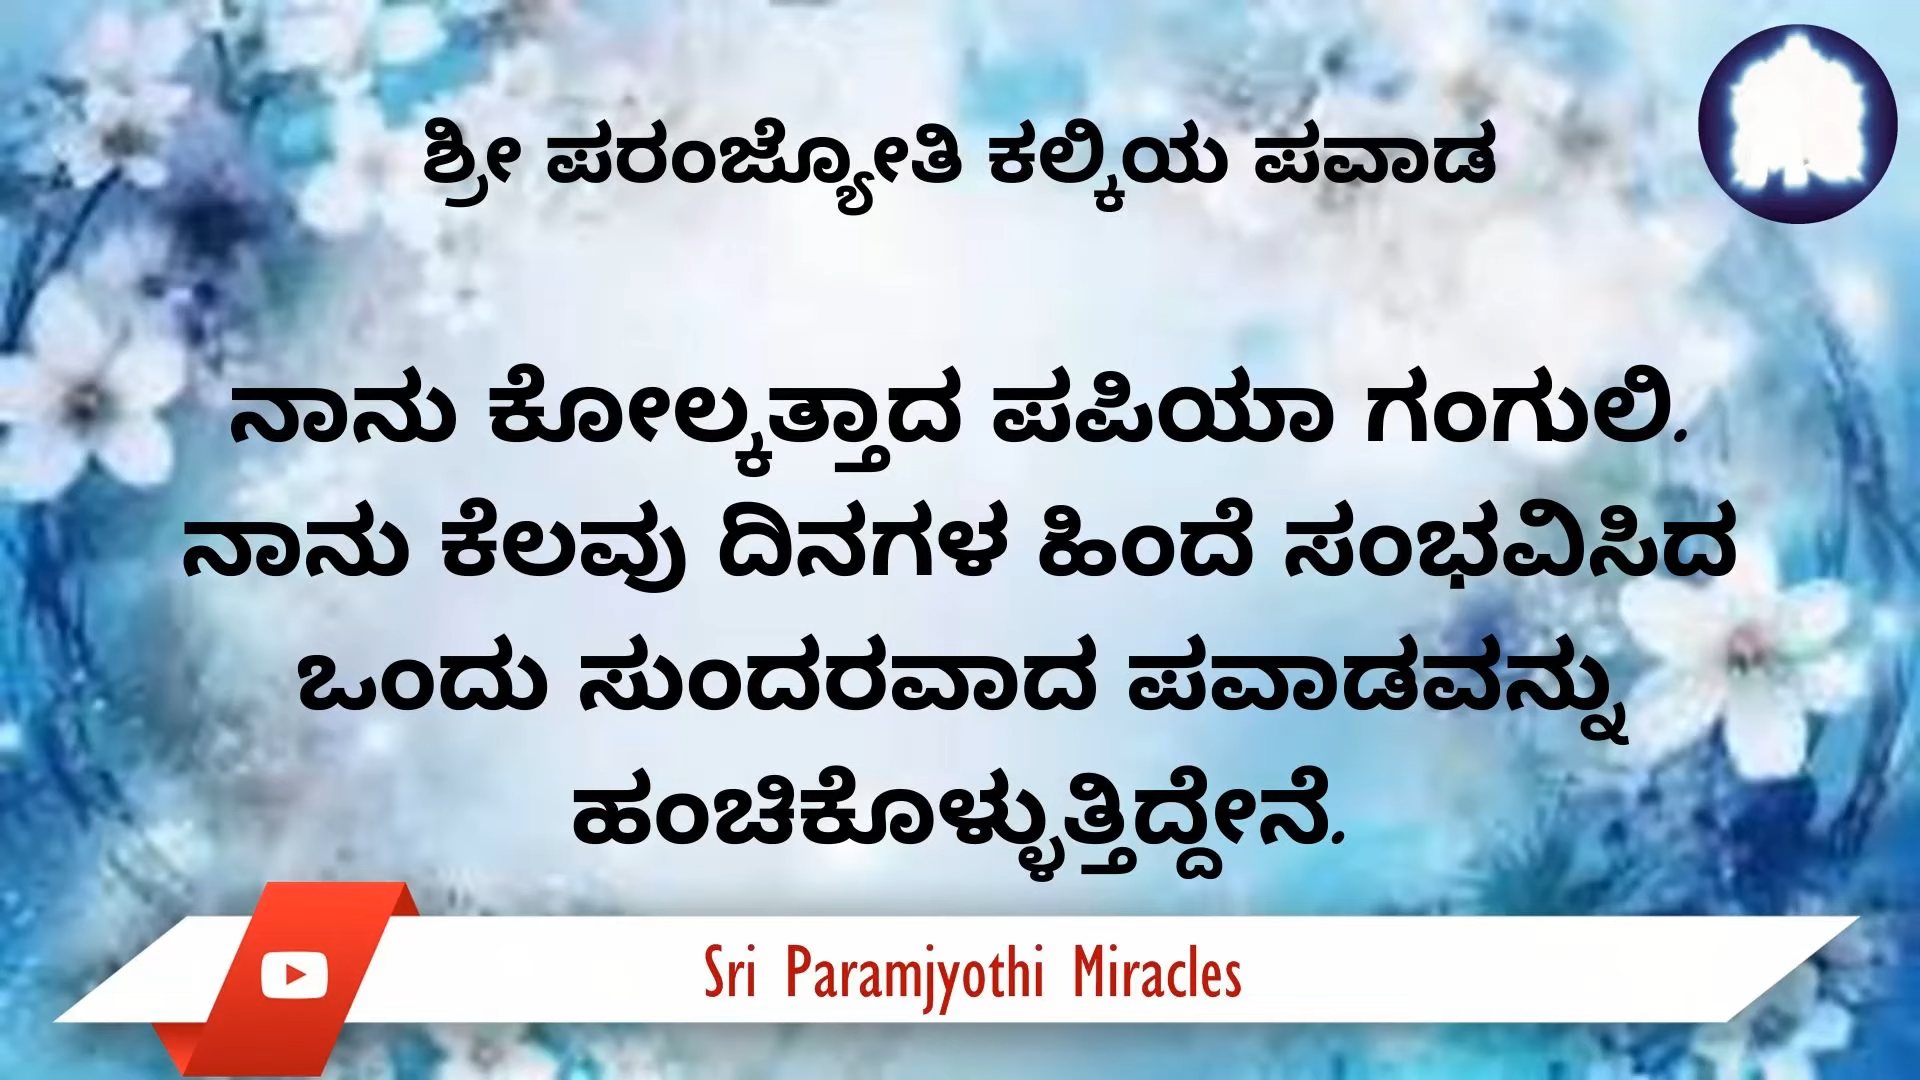 ಶ್ರೀ ಪರಂಜ್ಯೋತಿ ಕಲ್ಕಿಯ ಪವಾಡ
ನಾನು ಕೋಲ್ಕತ್ತಾದ ಪಪಿಯಾ ಗಂಗುಲಿ.
ನಾನು ಕೆಲವು ದಿನಗಳ ಹಿಂದೆ ಸಂಭವಿಸಿದ
ಒಂದು ಸುಂದರವಾದ ಪವಾಡವನ್ನು
ಹಂಚಿಕೊಳ್ಳುತ್ತಿದ್ದೇನೆ.
Sri Paramjyothi Miracles